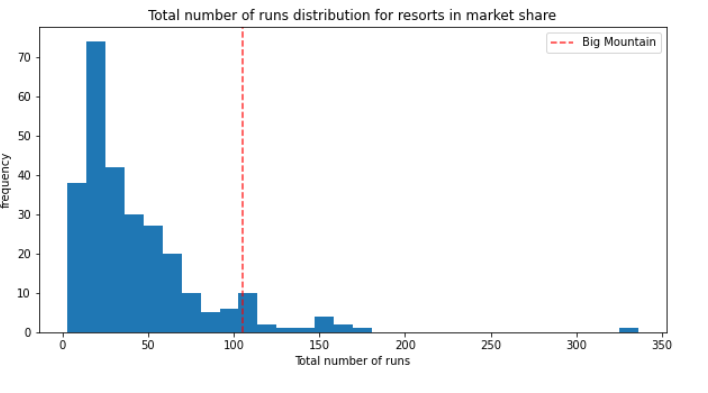 Total number of runs distribution for resorts in market share
Big Mountain
frequency
70
60
50
40
30
20
10
0
0 50 100 150 200 250 300 350
Total number of runs